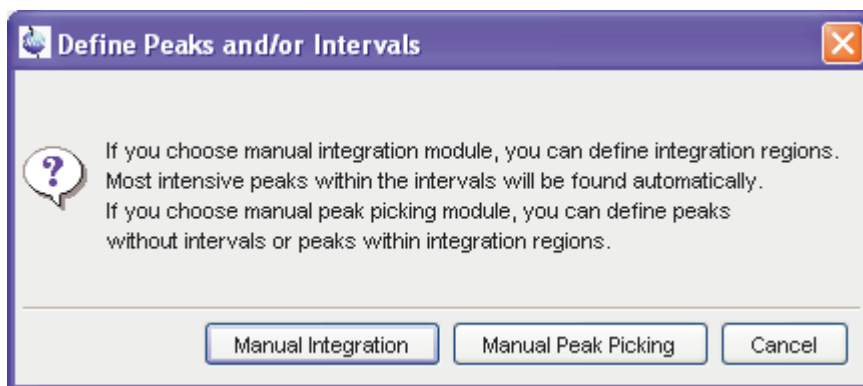 Define Peaks and/or Intervals
If you choose manual integration module, you can define integration regions.
Most intensive peaks within the intervals will be found automatically.
If you choose manual peak picking module, you can define peaks
without intervals or peaks within integration regions.
Manual Integration Manual Peak Picking Cancel